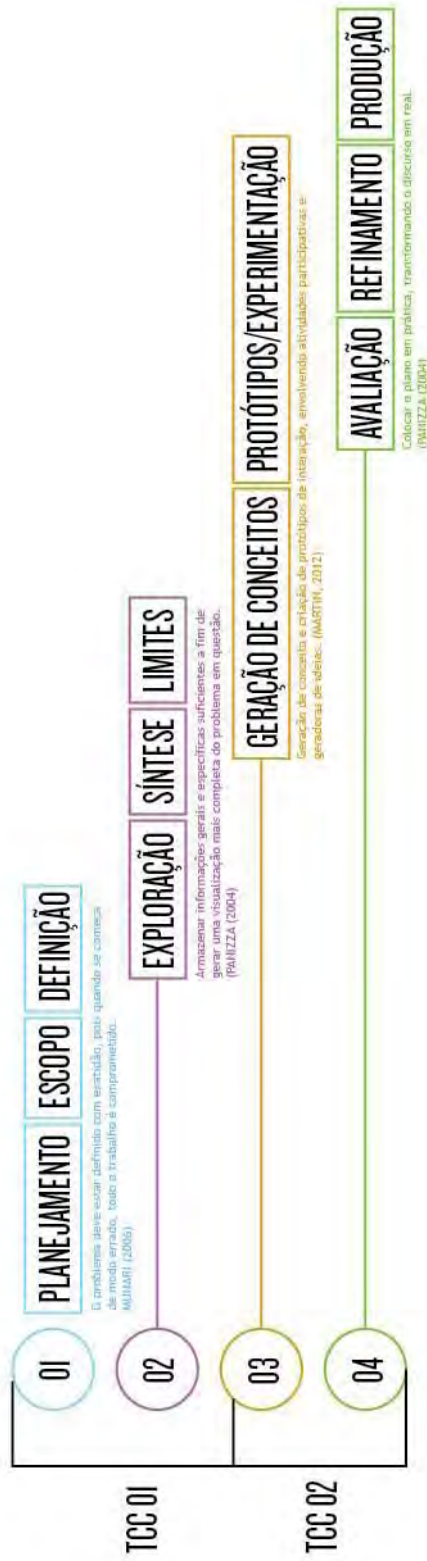 TCC 01
01
PLANEJAMENTO ESCOPO DEFINIÇÃO
O problema deve estar definido com exatidão, pois quando se começa
de modo errado, todo o trabalho é comprometido.
MUNARI (2006)
02
EXPLORAÇÃO SÍNTESE LIMITES
Armazenar informações gerais e específicas suficientes a fim de
gerar uma visualização mais completa do problema em questão.
(PANIZZA (2004)
TCC 02
03
GERAÇÃO DE CONCEITOS PROTÓTIPOS/EXPERIMENTAÇÃO
Geração de conceito e criação de protótipos de interação, envolvendo atividades participativas e
geradoras de ideias. (MARTIN, 2012)
04
AVALIAÇÃO REFINAMENTO PRODUÇÃO
Colocar o plano em prática, transformando o discurso em real.
(PANIZZA (2004)